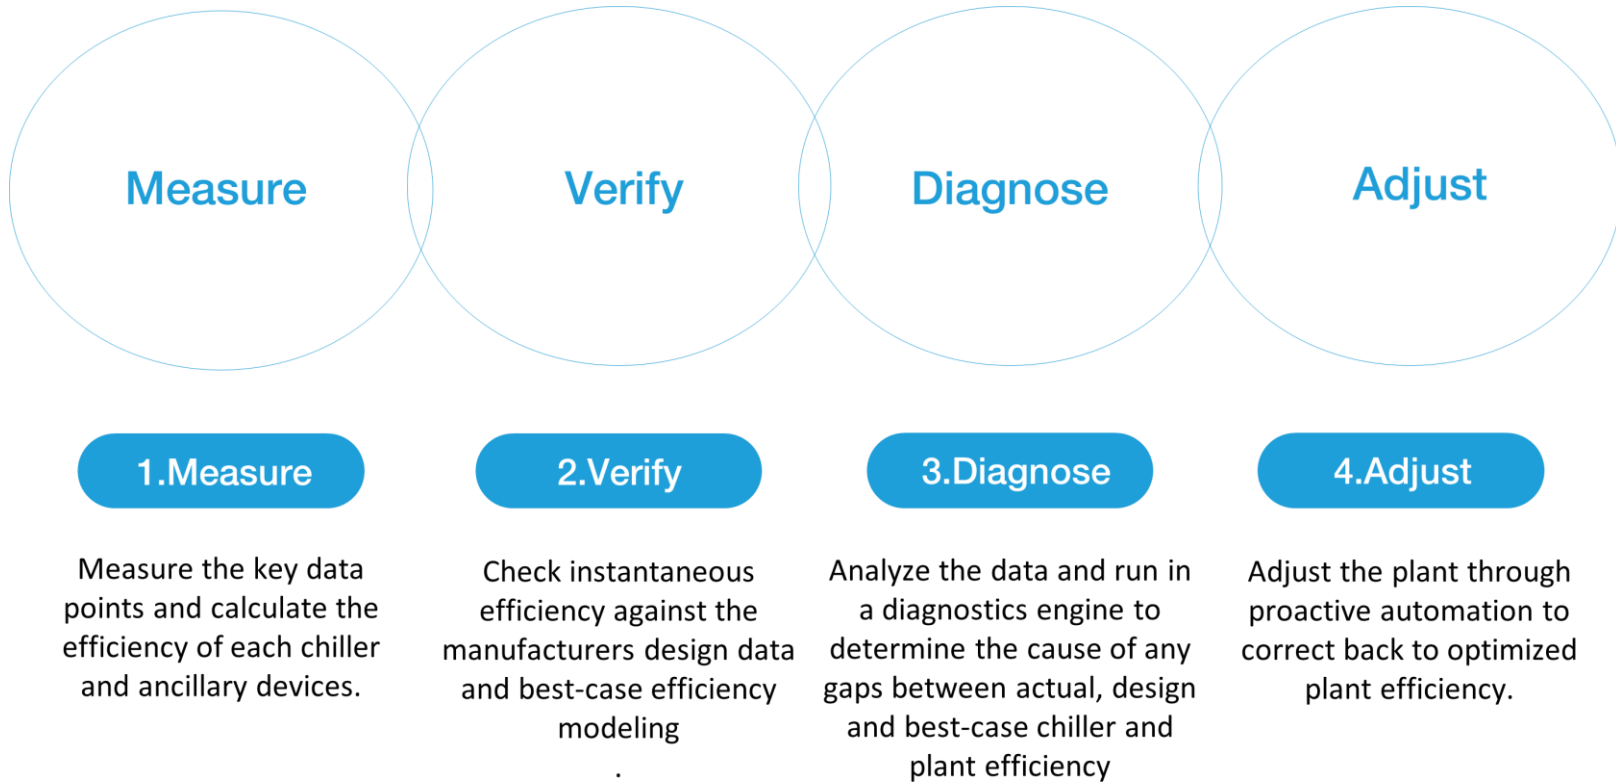 Measure
Verify
Diagnose
Adjust
1.Measure
2.Verify
3.Diagnose
4.Adjust
Measure the key data
points and calculate the
efficiency of each chiller
and ancillary devices.
Check instantaneous
efficiency against the
manufacturers design data
and best-case efficiency
modeling
.
Analyze the data and run in
a diagnostics engine to
determine the cause of any
gaps between actual, design
and best-case chiller and
plant efficiency
Adjust the plant through
proactive automation to
correct back to optimized
plant efficiency.